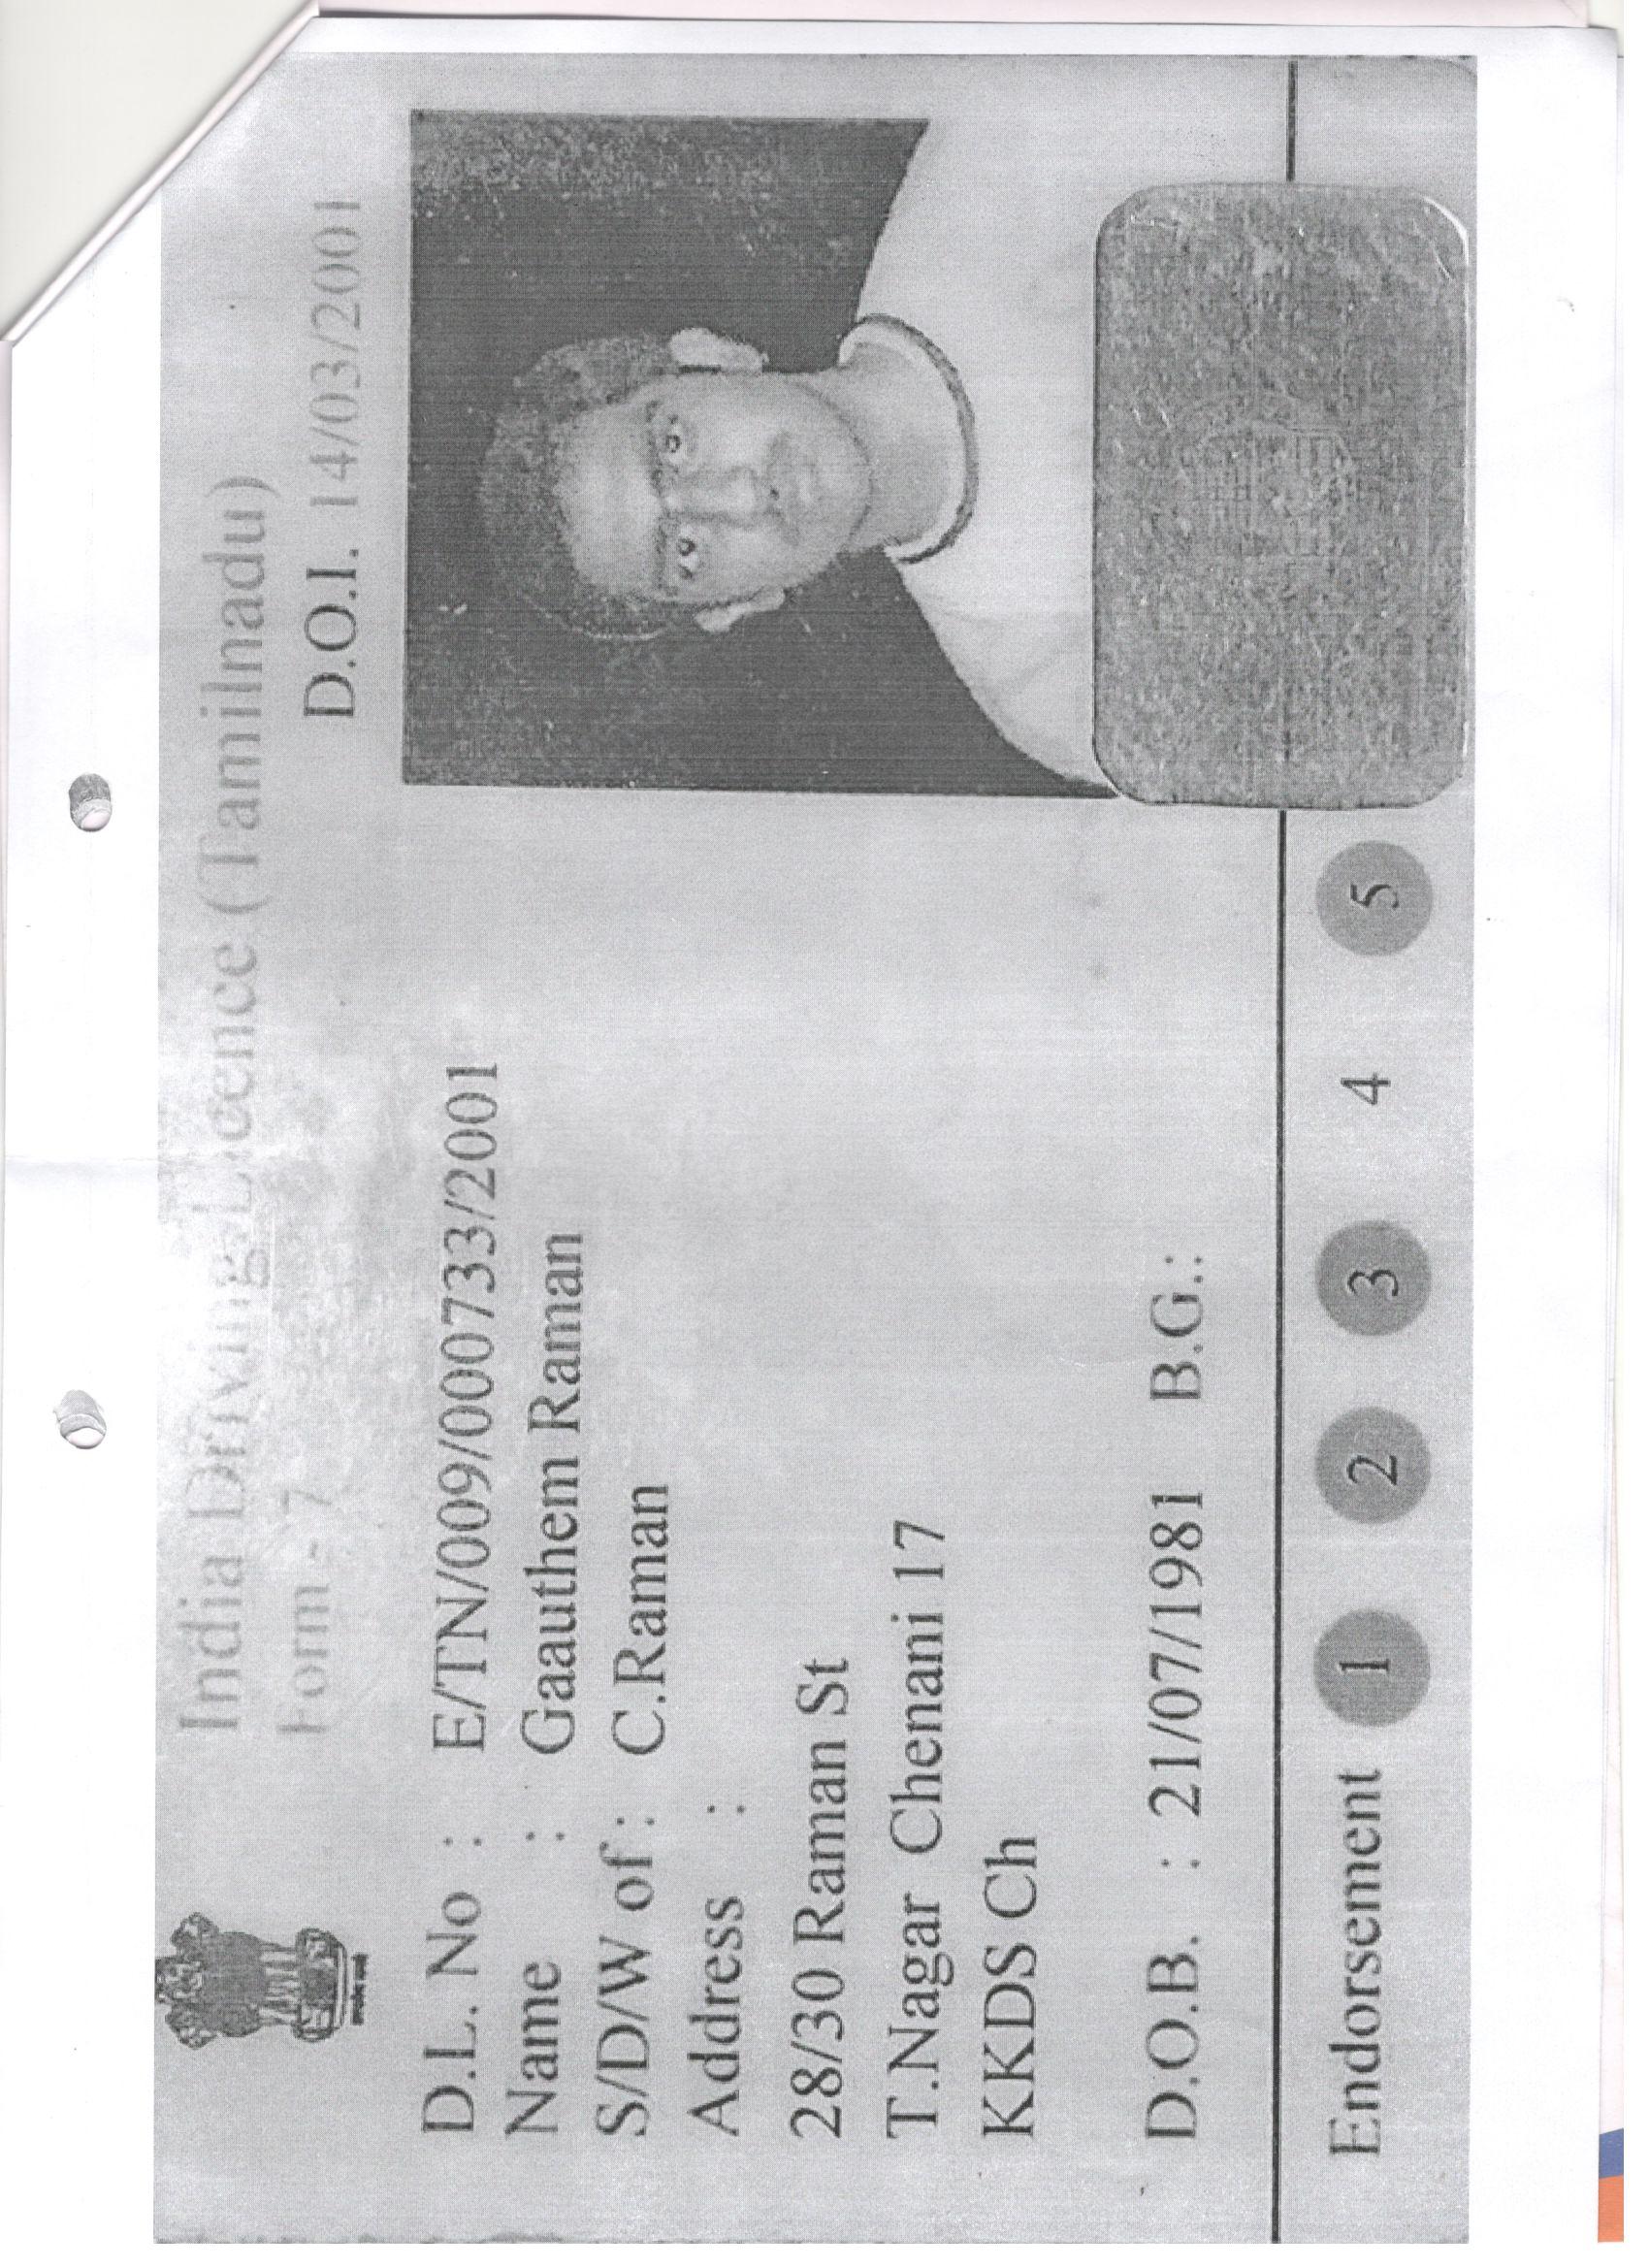 India Driving Licence (Tamilnadu)
Form - 7 D.O.I. 14/03/2001
D.L. No : E/TN/009/000733/2001
Name : Gaauthem Raman
S/D/W of : C.Raman
Address :
28/30 Raman St
T.Nagar Chenani 17
KKDS Ch
D.O.B. : 21/07/1981 B.G.:
Endorsement 1 2 3 4 5